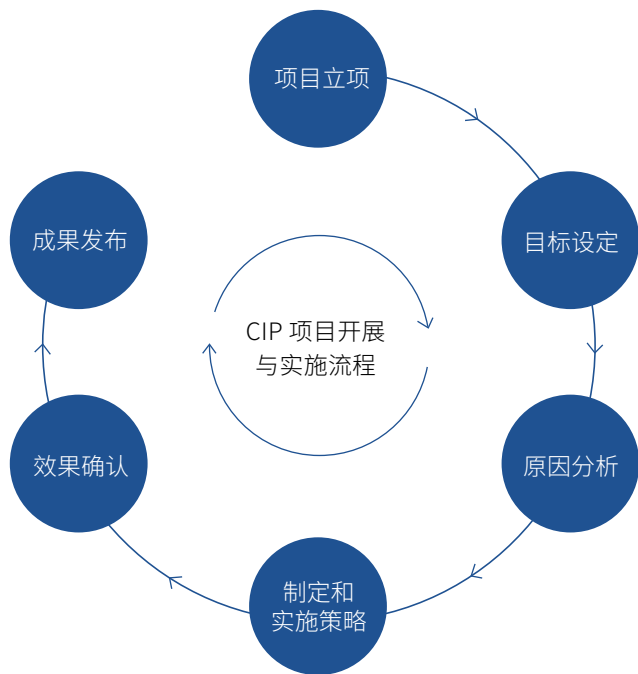 项目立项
目标设定
原因分析
制定和
实施策略
效果确认
成果发布
CIP 项目开展
与实施流程